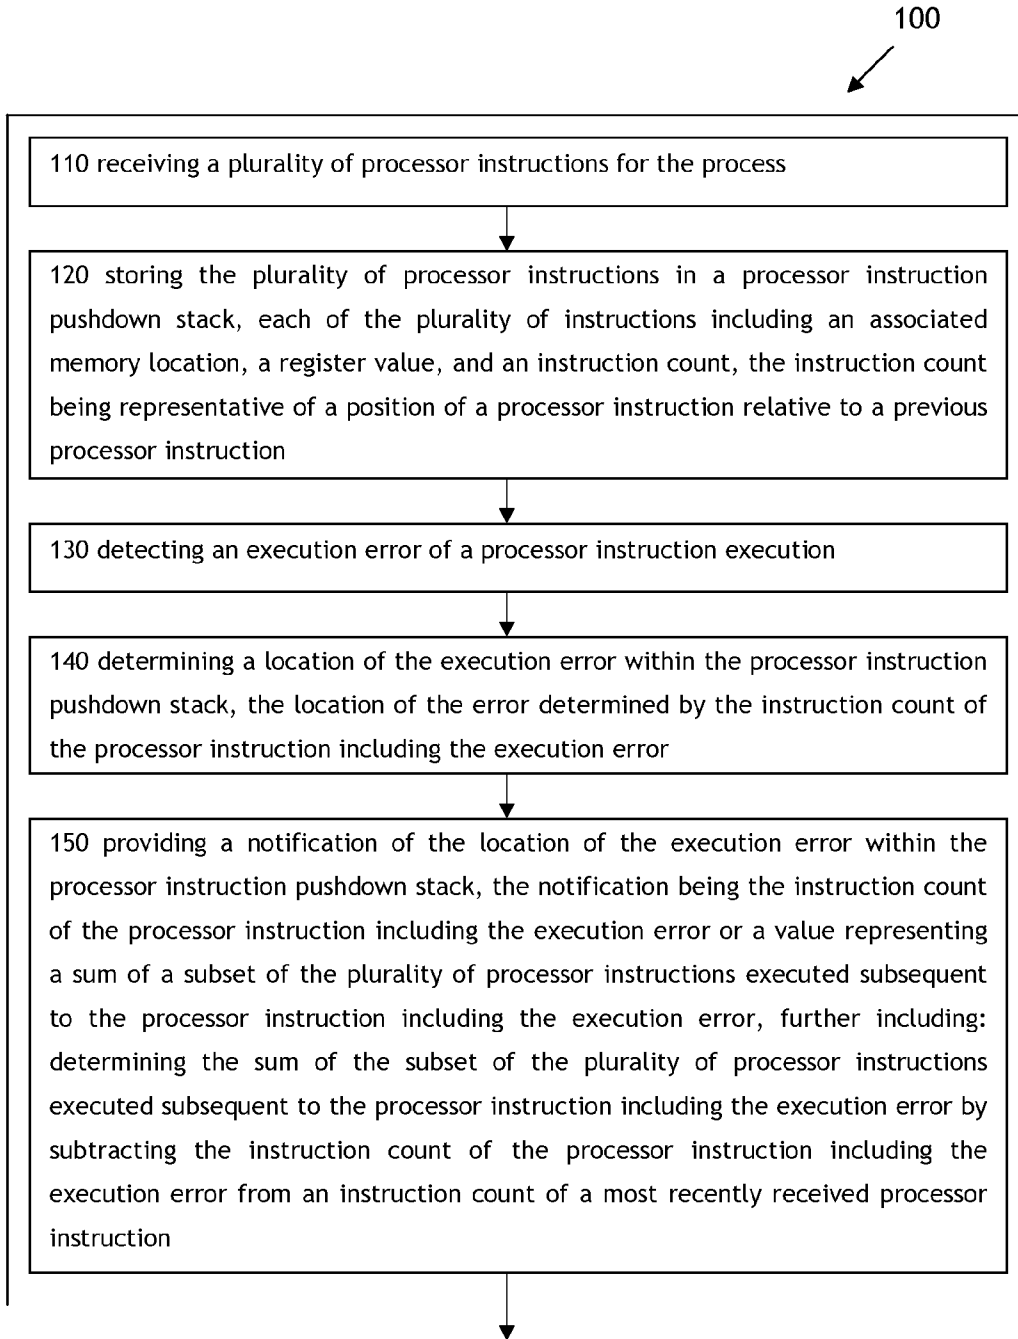 100
110 receiving a plurality of processor instructions for the process
120 storing the plurality of processor instructions in a processor instruction
pushdown stack, each of the plurality of instructions including an associated
memory location, a register value, and an instruction count, the instruction count
being representative of a position of a processor instruction relative to a previous
processor instruction
130 detecting an execution error of a processor instruction execution
140 determining a location of the execution error within the processor instruction
pushdown stack, the location of the error determined by the instruction count of
the processor instruction including the execution error
150 providing a notification of the location of the execution error within the
processor instruction pushdown stack, the notification being the instruction count
of the processor instruction including the execution error or a value representing
a sum of a subset of the plurality of processor instructions executed subsequent
to the processor instruction including the execution error, further including:
determining the sum of the subset of the plurality of processor instructions
executed subsequent to the processor instruction including the execution error by
subtracting the instruction count of the processor instruction including the
execution error from an instruction count of a most recently received processor
instruction